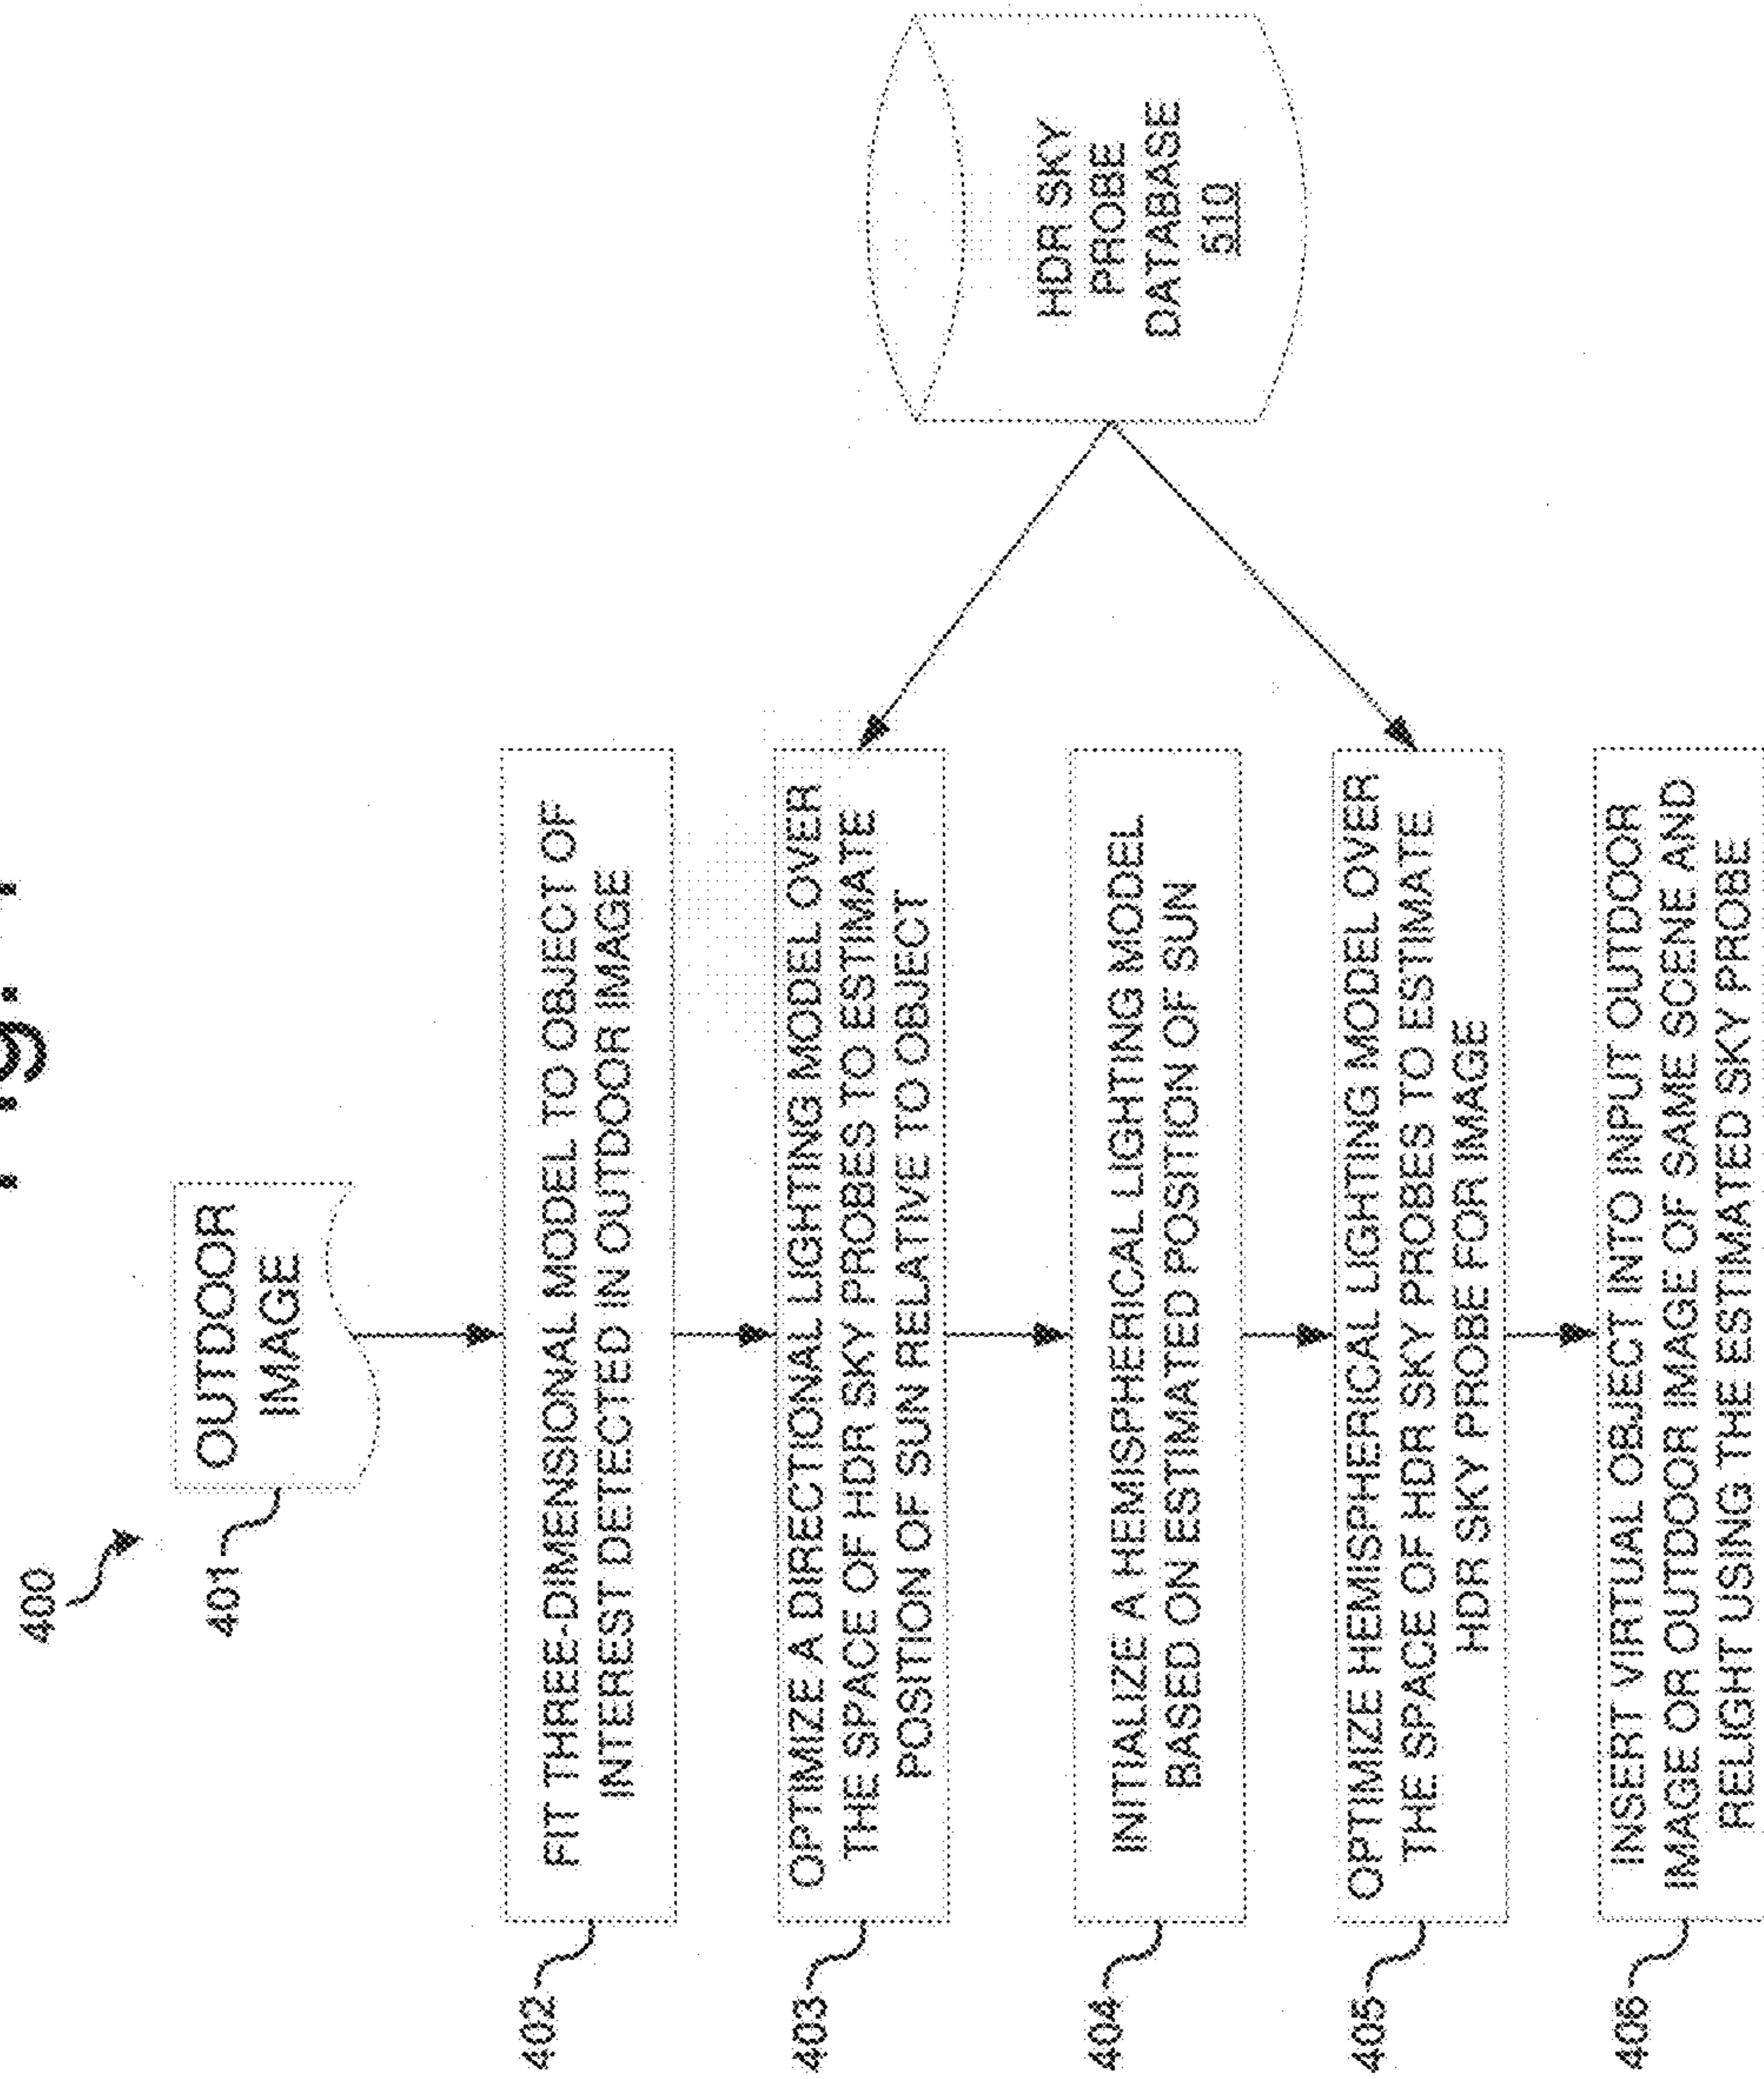 Fig.
400
401
OUTDOOR
IMAGE
402
FIT THREE-DIMENSIONAL MODEL TO OBJECT OF
INTEREST DETECTED IN OUTDOOR IMAGE
403
OPTIMIZE A DIRECTIONAL LIGHTING MODEL OVER
THE SPACE OF HDR SKY PROBES TO ESTIMATE
POSITION OF SUN RELATIVE TO OBJECT
HDR SKY
PROBE
DATABASE
510
404
INITIALIZE A HEMISPHERICAL LIGHTING MODEL
BASED ON ESTIMATED POSITION OF SUN
405
OPTIMIZE HEMISPHERICAL LIGHTING MODEL OVER
THE SPACE OF HDR SKY PROBES TO ESTIMATE
HDR SKY PROBE FOR IMAGE
406
INSERT VIRTUAL OBJECT INTO INPUT OUTDOOR
IMAGE OR OUTDOOR IMAGE OF SAME SCENE AND
RELIGHT USING THE ESTIMATED SKY PROBE